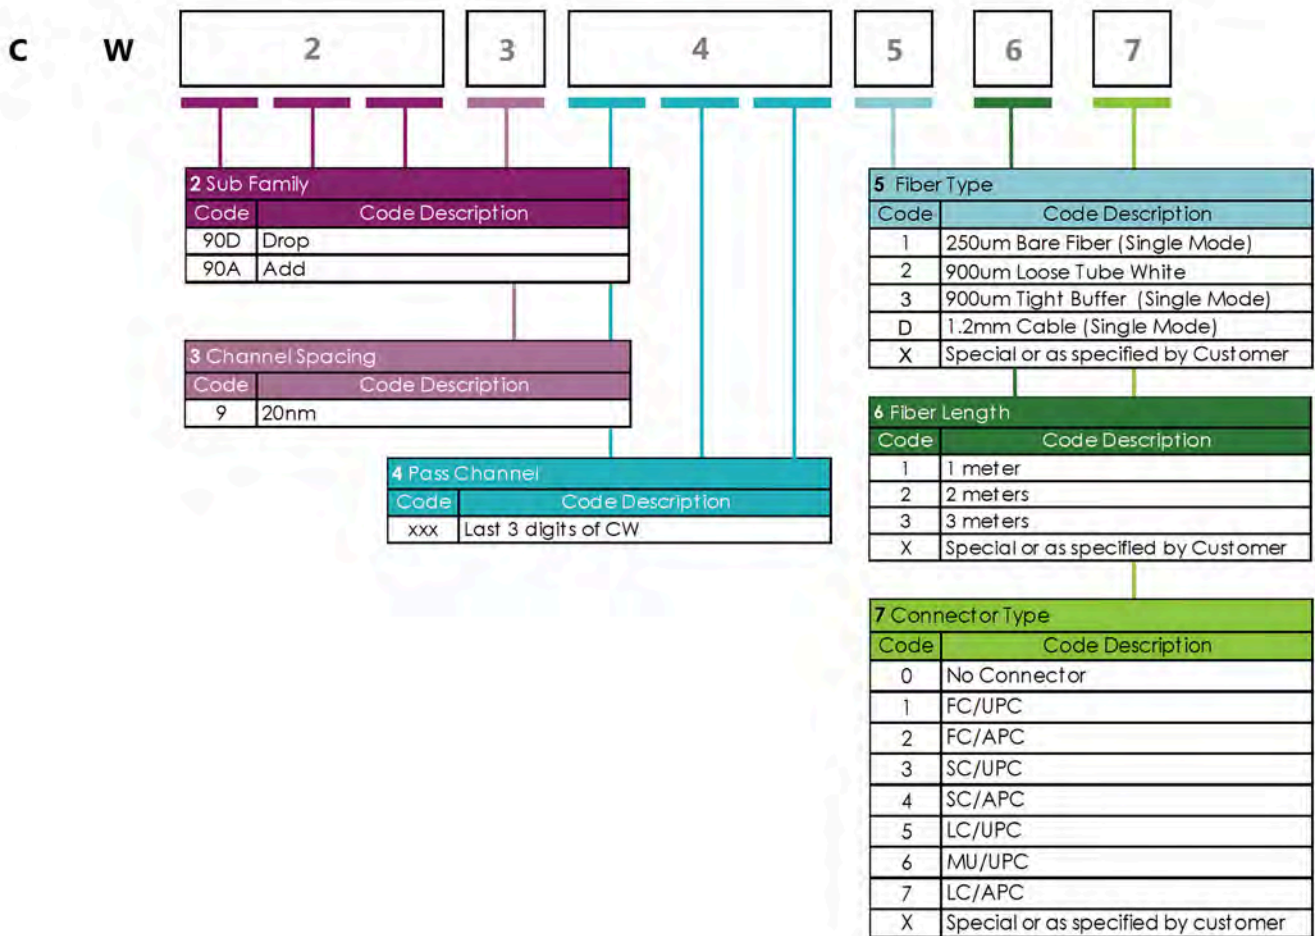 C W 2 3 4 5 6 7
2 Sub Family
Code Code Description
90D Drop
90A Add
3 Channel Spacing
Code Code Description
9 20nm
4 Pass Channel
Code Code Description
xxx Last 3 digits of CW
5 Fiber Type
Code Code Description
1 250um Bare Fiber (Single Mode)
2 900um Loose Tube White
3 900um Tight Buffer (Single Mode)
D 1.2mm Cable (Single Mode)
X Special or as specified by Customer
6 Fiber Length
Code Code Description
1 1 meter
2 2 meters
3 3 meters
X Special or as specified by Customer
7 Connector Type
Code Code Description
0 No Connector
1 FC/UPC
2 FC/APC
3 SC/UPC
4 SC/APC
5 LC/UPC
6 MU/UPC
7 LC/APC
X Special or as specified by customer